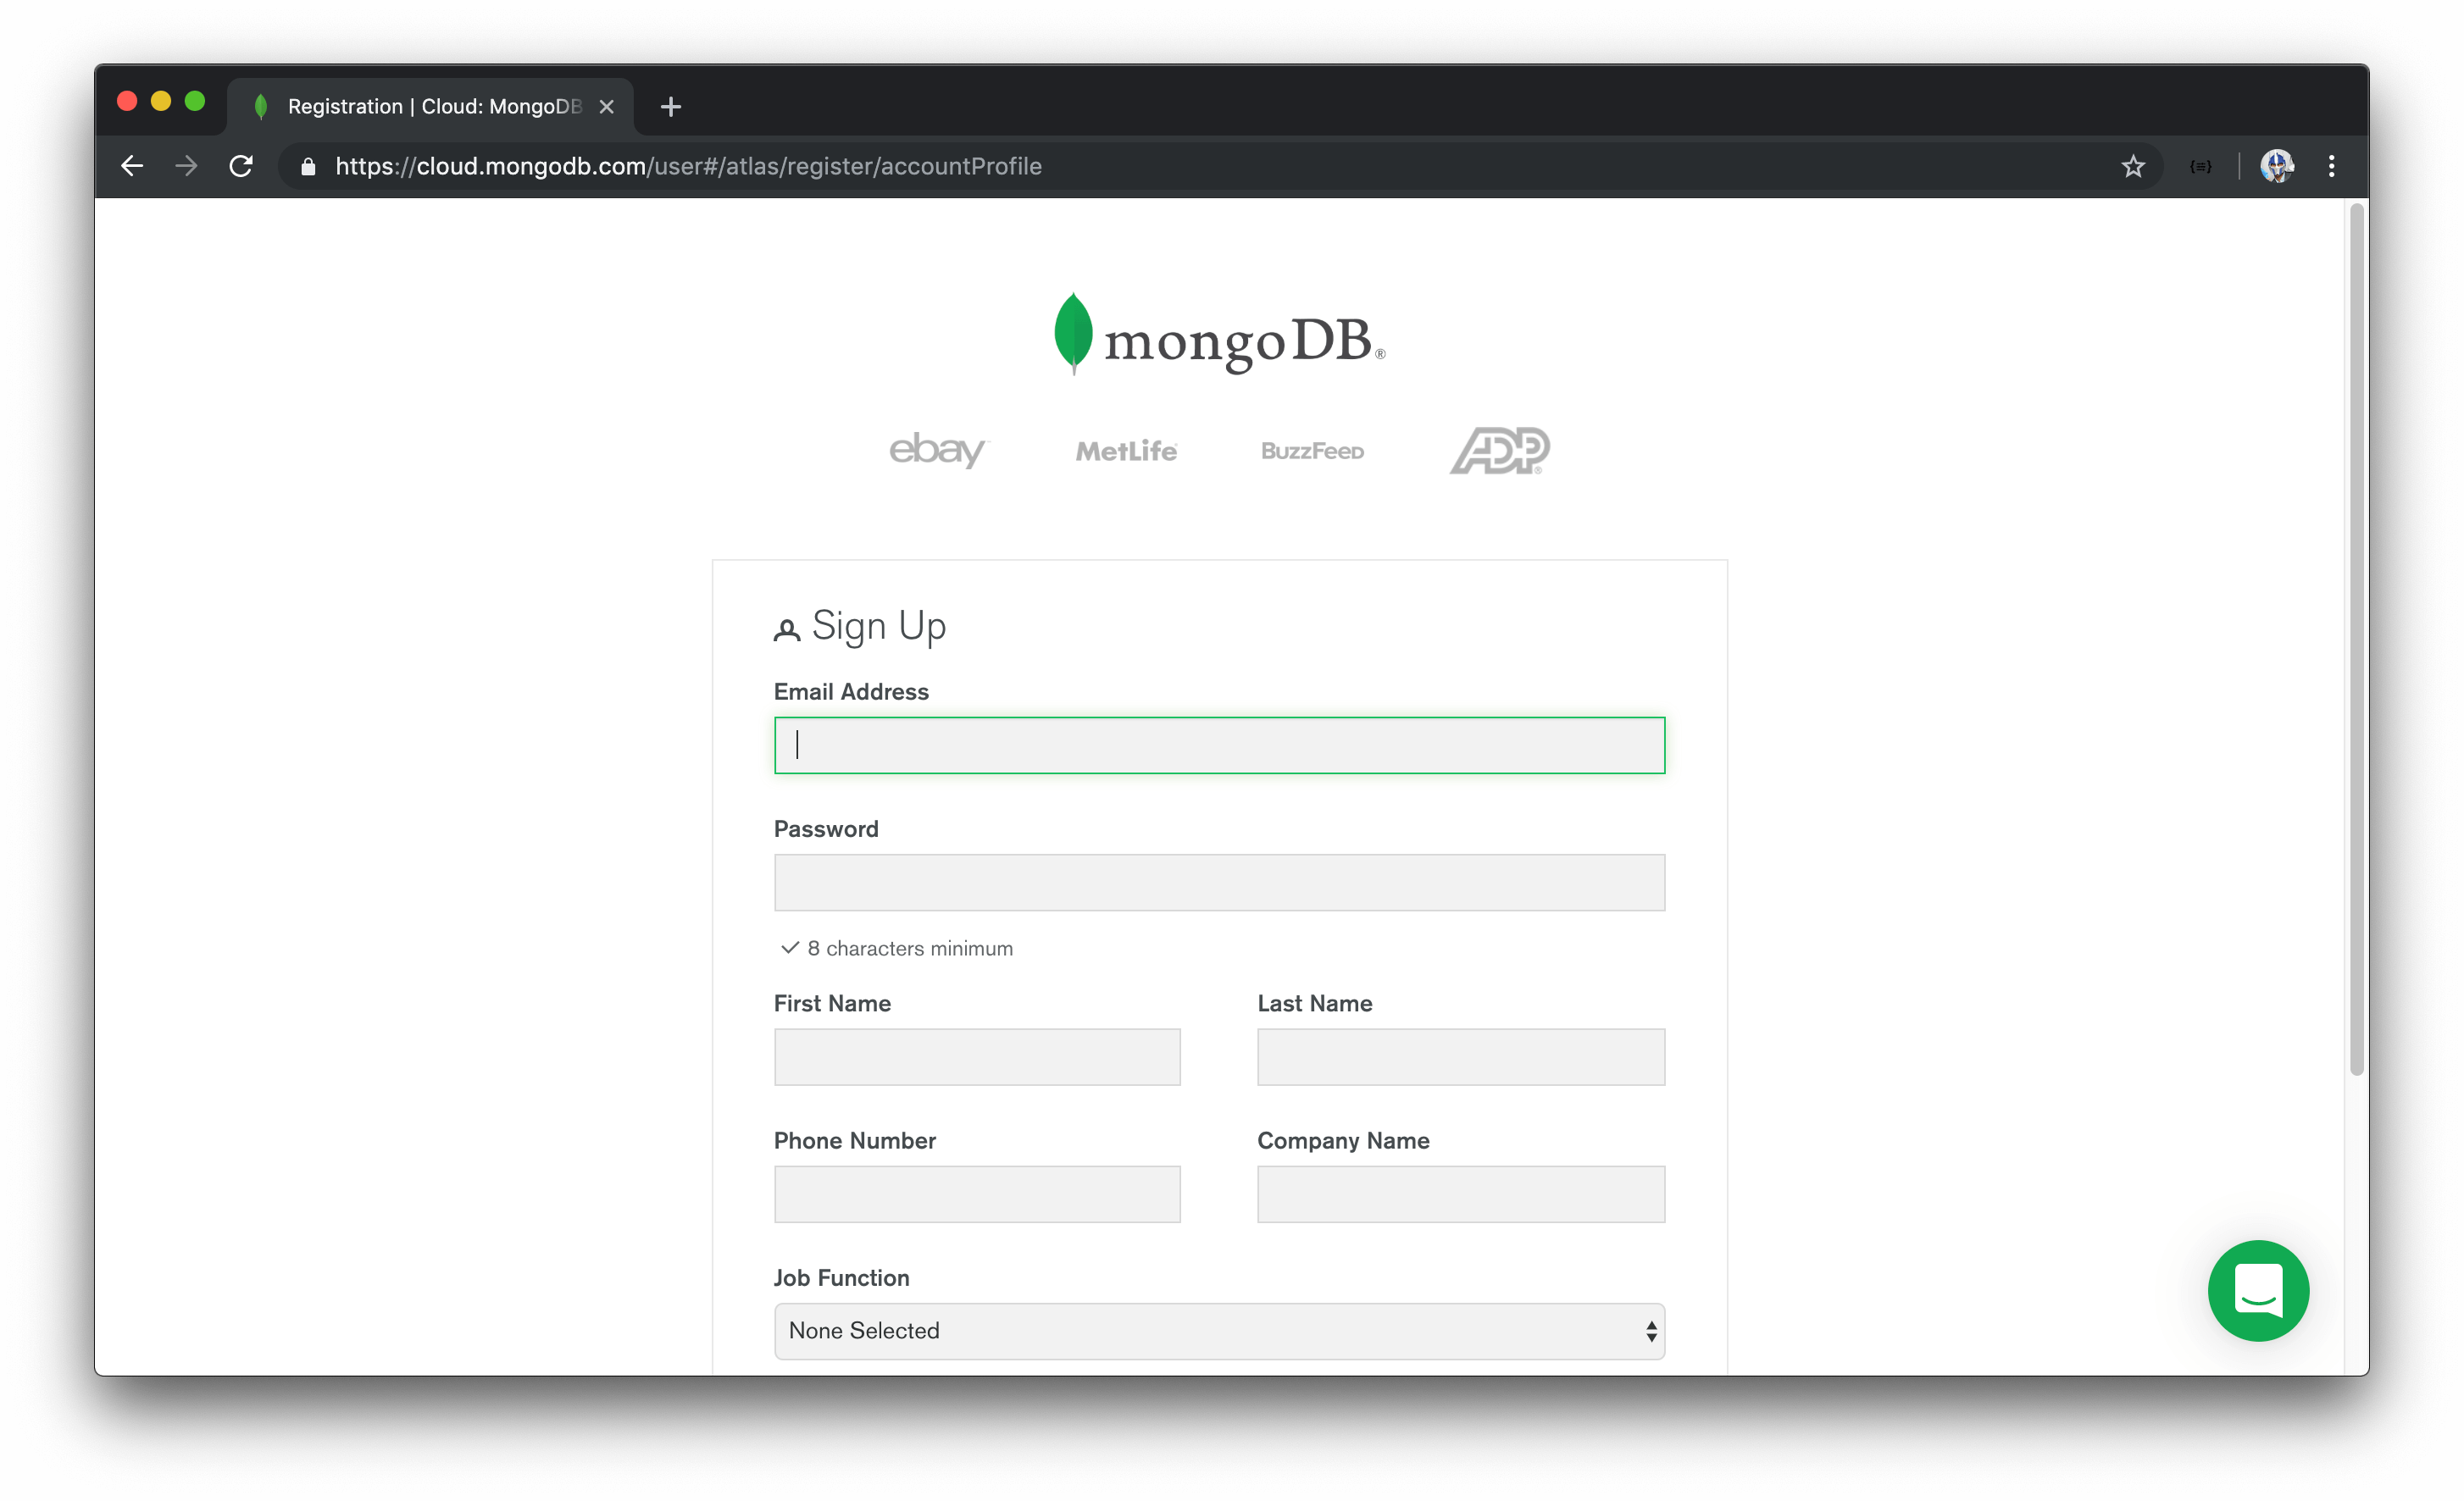 Registration | Cloud: MongoDB
https://cloud.mongodb.com/user#/atlas/register/accountProfile
mongoDB®
ebay™ MetLife BuzzFeed ADP®
Sign Up
Email Address
Password
8 characters minimum
First Name Last Name
Phone Number Company Name
Job Function
None Selected